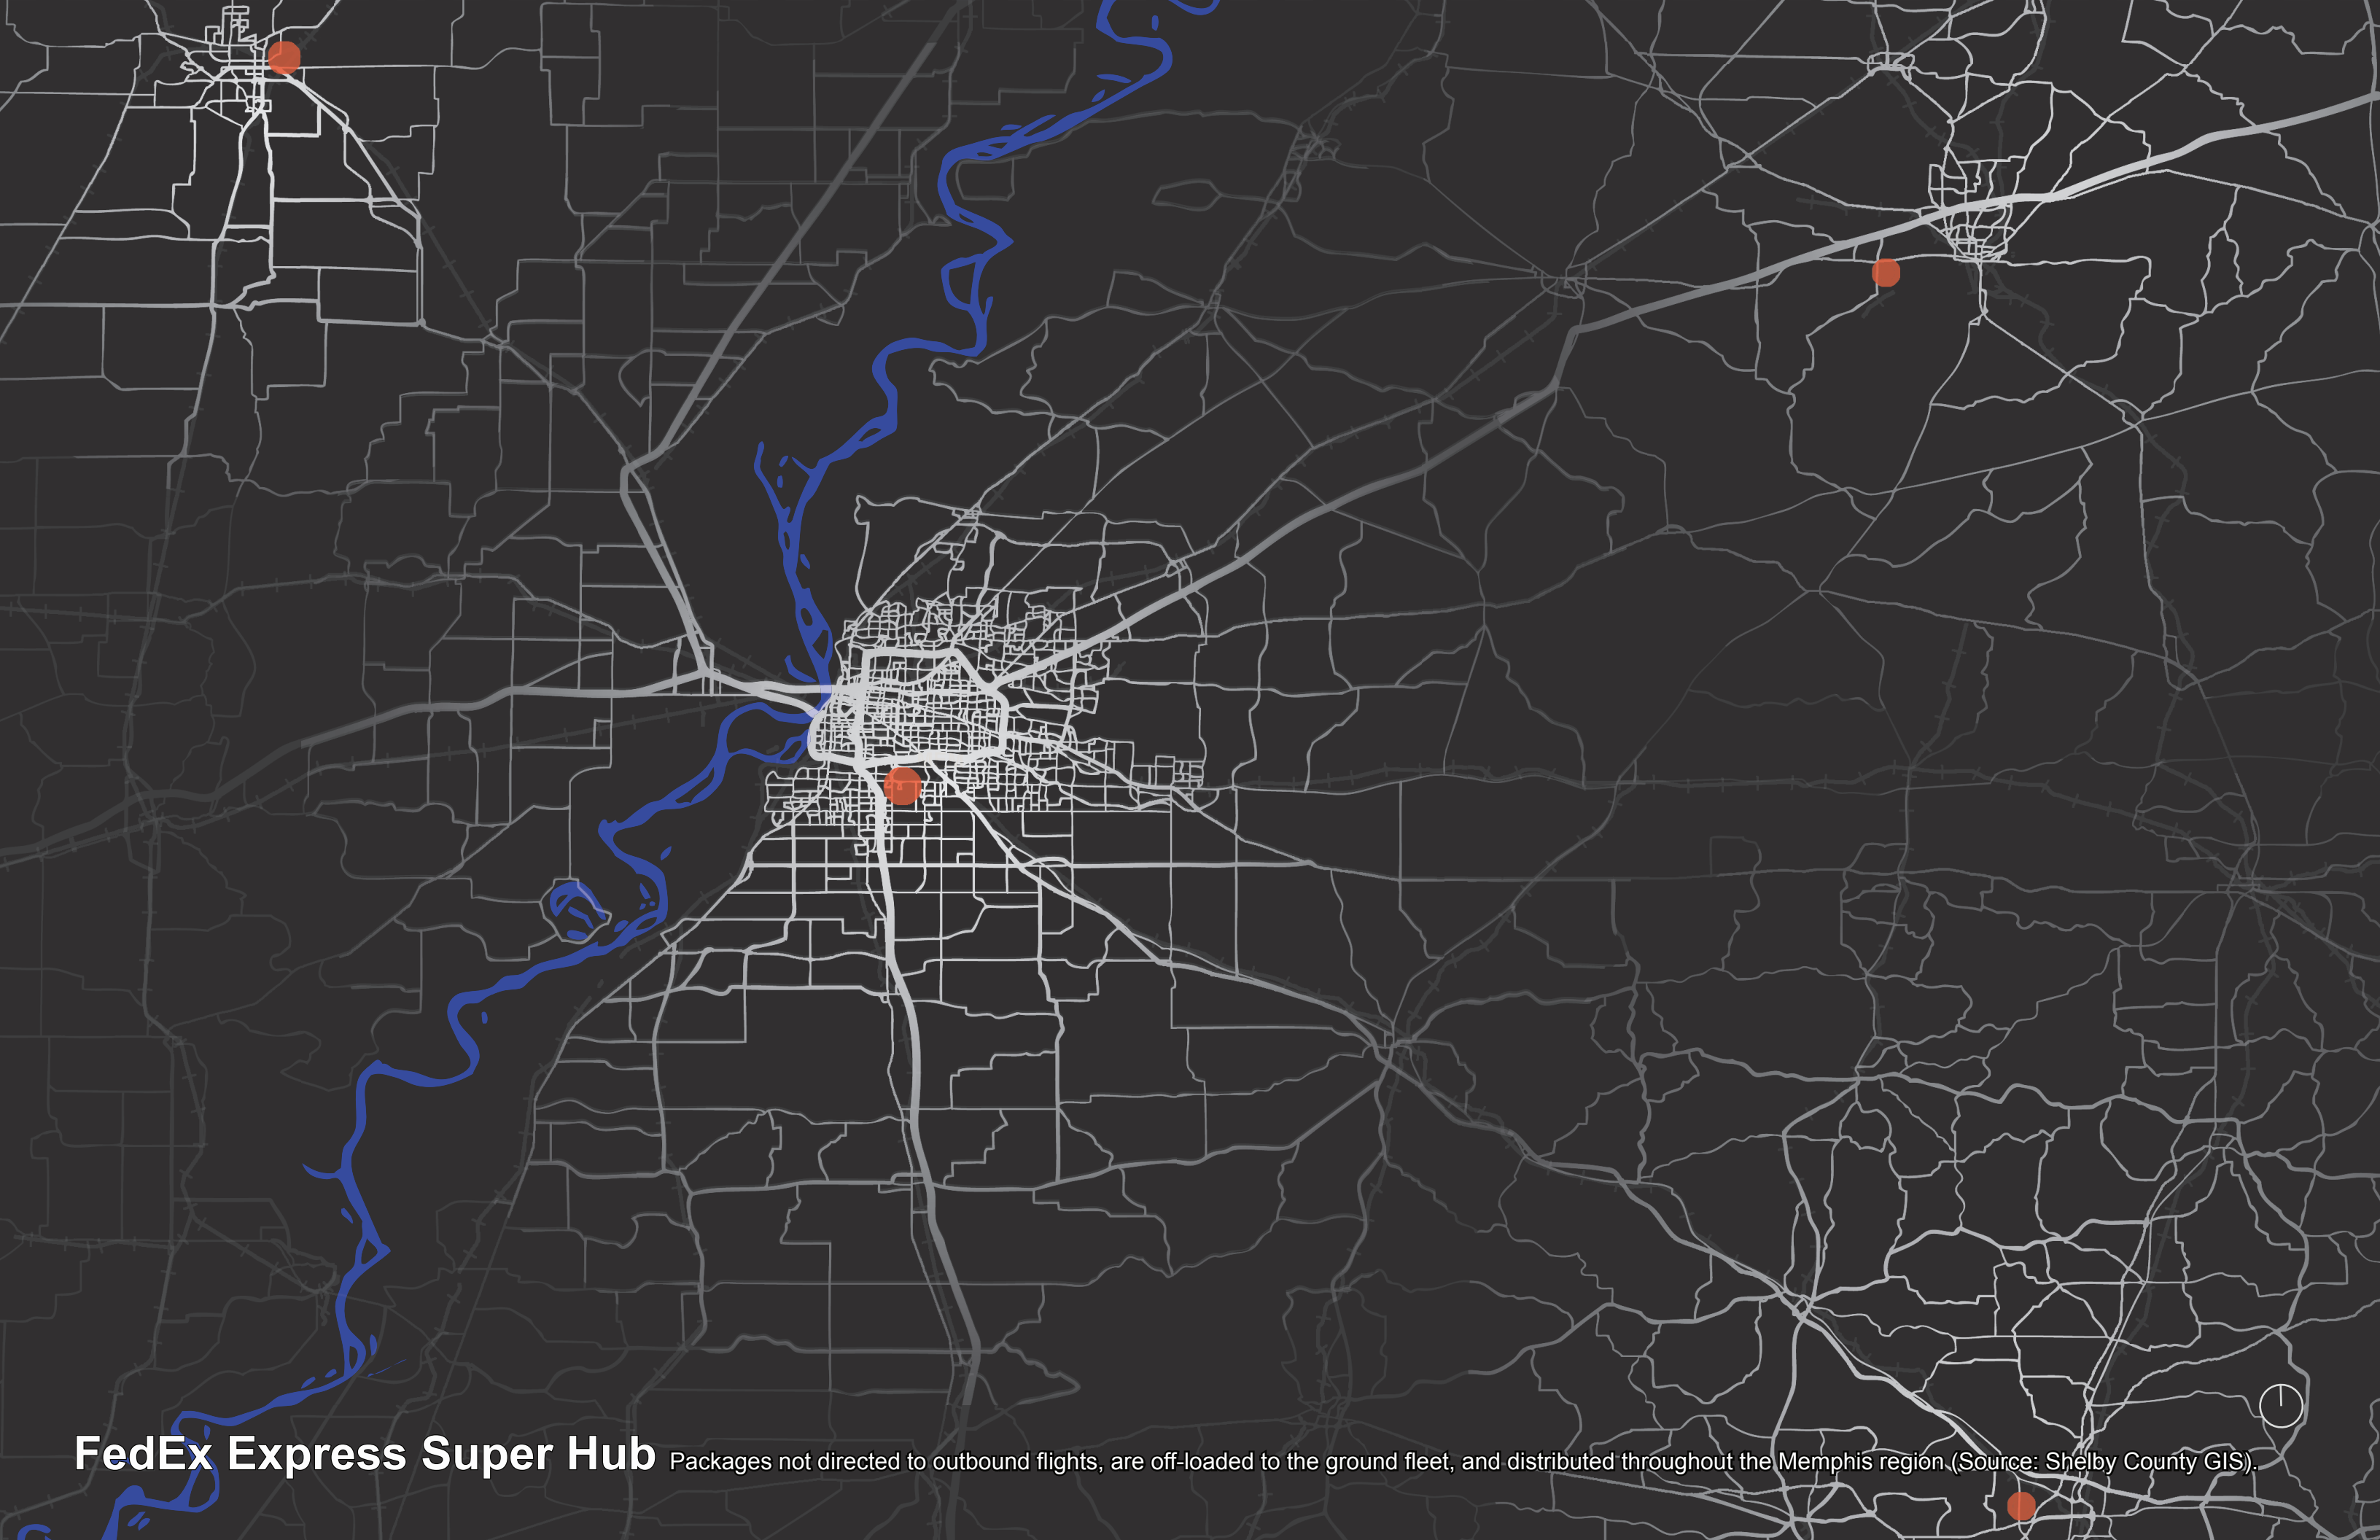 FedEx Express Super Hub Packages not directed to outbound flights, are off-loaded to the ground fleet, and distributed throughout the Memphis region (Source: Shelby County GIS).